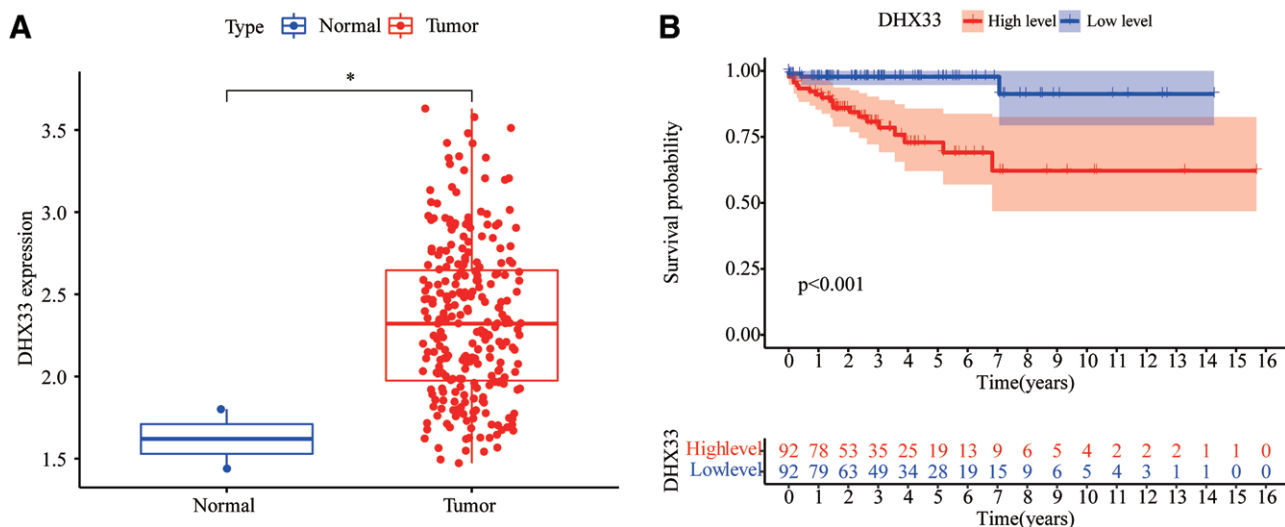 A
Type Normal Tumor
*
DHX33 expression
3.5
3.0
2.5
2.0
1.5
Normal Tumor
B
DHX33 High level Low level
Survival probability
1.00
0.75
0.50
0.25
0.00
p<0.001
0 1 2 3 4 5 6 7 8 9 10 11 12 13 14 15 16
Time(years)
DHX33
Highlevel 92 78 53 35 25 19 13 9 6 5 4 2 2 2 1 1 0
Lowlevel 92 79 63 49 34 28 19 15 9 6 5 4 3 1 1 0 0
0 1 2 3 4 5 6 7 8 9 10 11 12 13 14 15 16
Time(years)